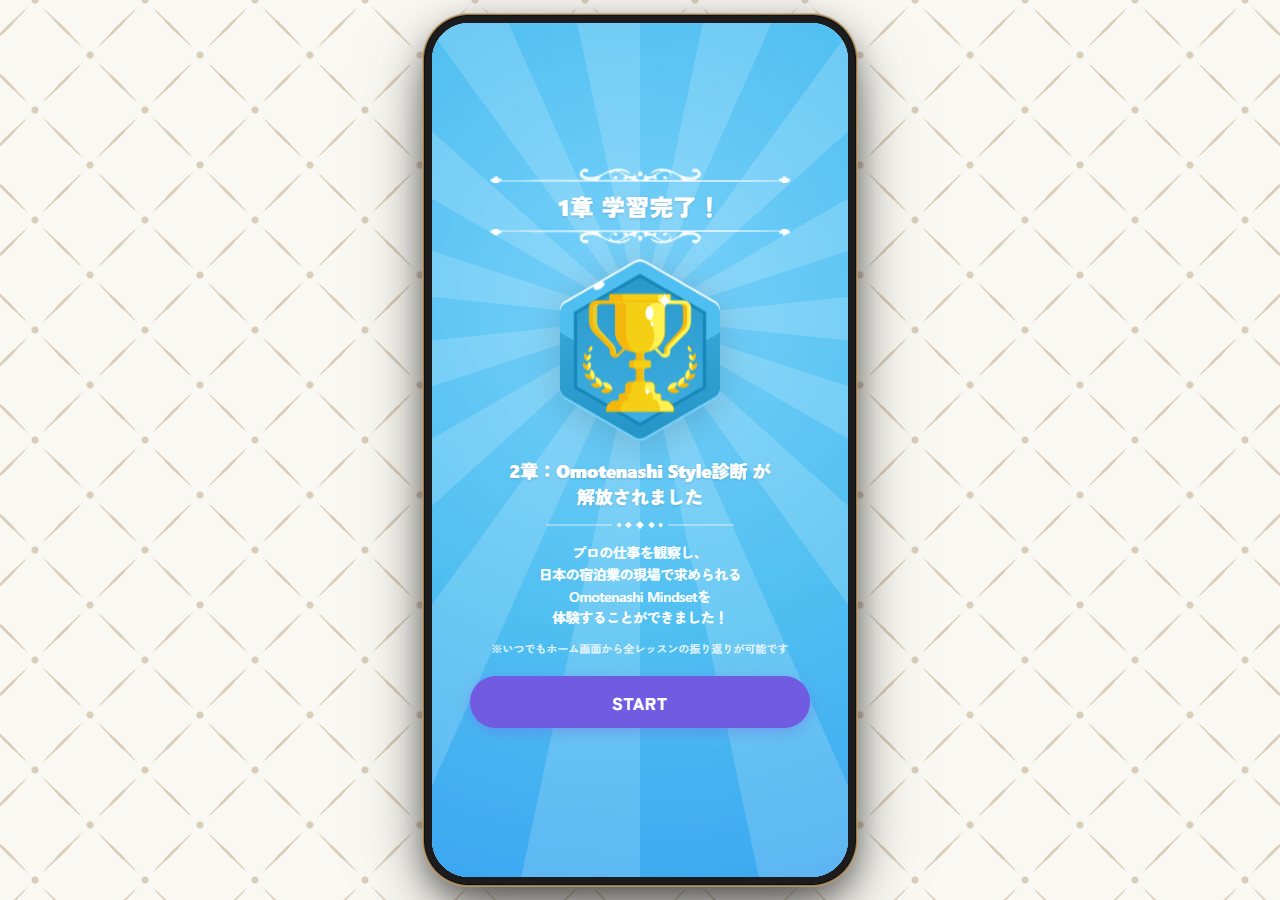 1章 学習完了！
2章：Omotenashi Style診断 が
解放されました
プロの仕事を観察し、
日本の宿泊業の現場で求められる
Omotenashi Mindsetを
体験することができました！
※いつでもホーム画面から全レッスンの振り返りが可能です
START